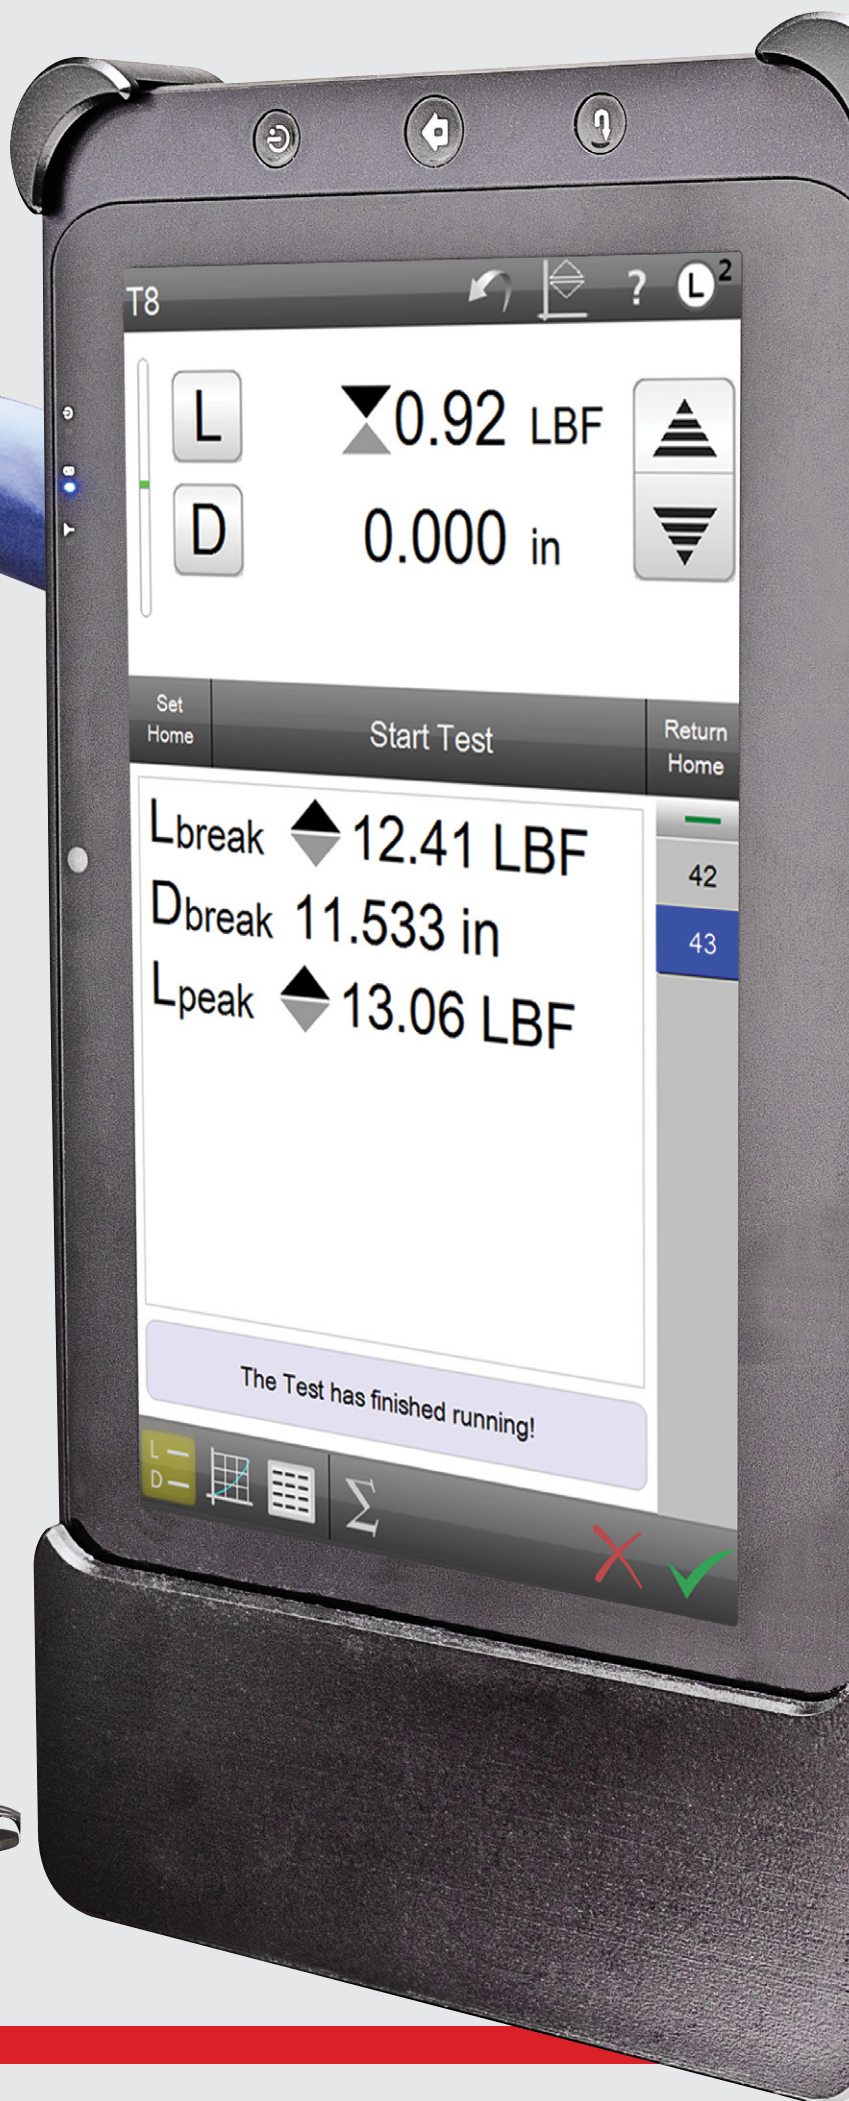 T8
? L2
L 0.92 LBF
D 0.000 in
Set Home
Start Test
Return Home
Lbreak 12.41 LBF
Dbreak 11.533 in
Lpeak 13.06 LBF
42
43
The Test has finished running!
L
D
Σ